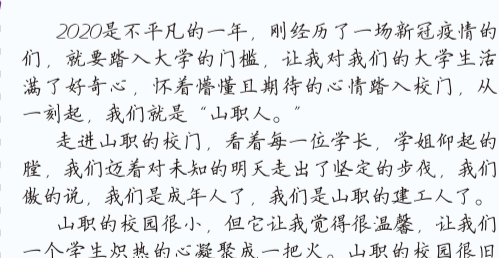 2020是不平凡的一年，刚经历了一场新冠疫情的
们，就要踏入大学的门槛，让我对我们的大学生活
满了好奇心，怀着懵懂且期待的心情踏入校门，从
一刻起，我们就是“山职人。”
走进山职的校门，看着每一位学长，学姐仰起的
膛，我们迈着对未知的明天走出了坚定的步伐，我们
傲的说，我们是成年人了，我们是山职的建工人了。
山职的校园很小，但它让我觉得很温馨，让我们
一个学生炽热的心凝聚成一把火。山职的校园很旧